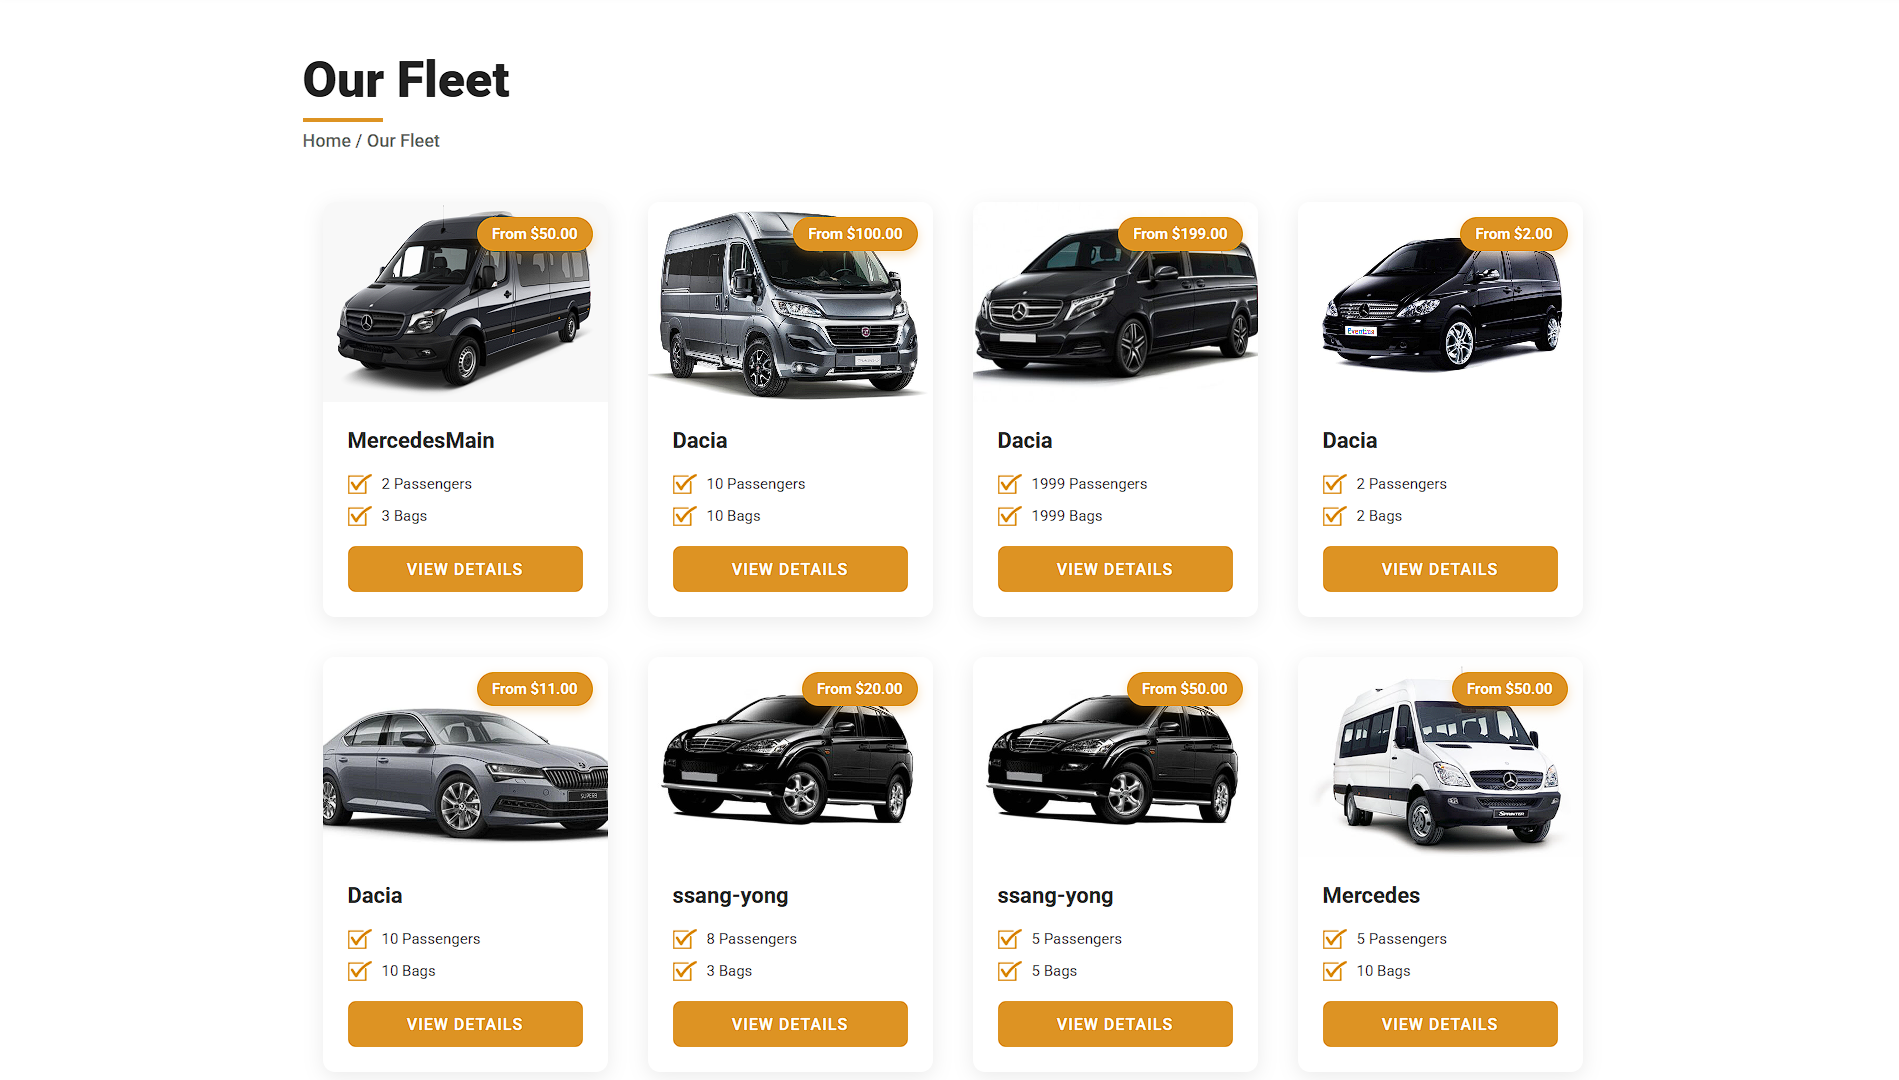 Our Fleet
Home / Our Fleet
From $50.00
From $100.00
From $199.00
From $2.00
Eventica
MercedesMain
Dacia
Dacia
Dacia
2 Passengers
10 Passengers
1999 Passengers
2 Passengers
3 Bags
10 Bags
1999 Bags
2 Bags
VIEW DETAILS
VIEW DETAILS
VIEW DETAILS
VIEW DETAILS
From $11.00
From $20.00
From $50.00
From $50.00
SUPERB
SPRINTER
Dacia
ssang-yong
ssang-yong
Mercedes
10 Passengers
8 Passengers
5 Passengers
5 Passengers
10 Bags
3 Bags
5 Bags
10 Bags
VIEW DETAILS
VIEW DETAILS
VIEW DETAILS
VIEW DETAILS